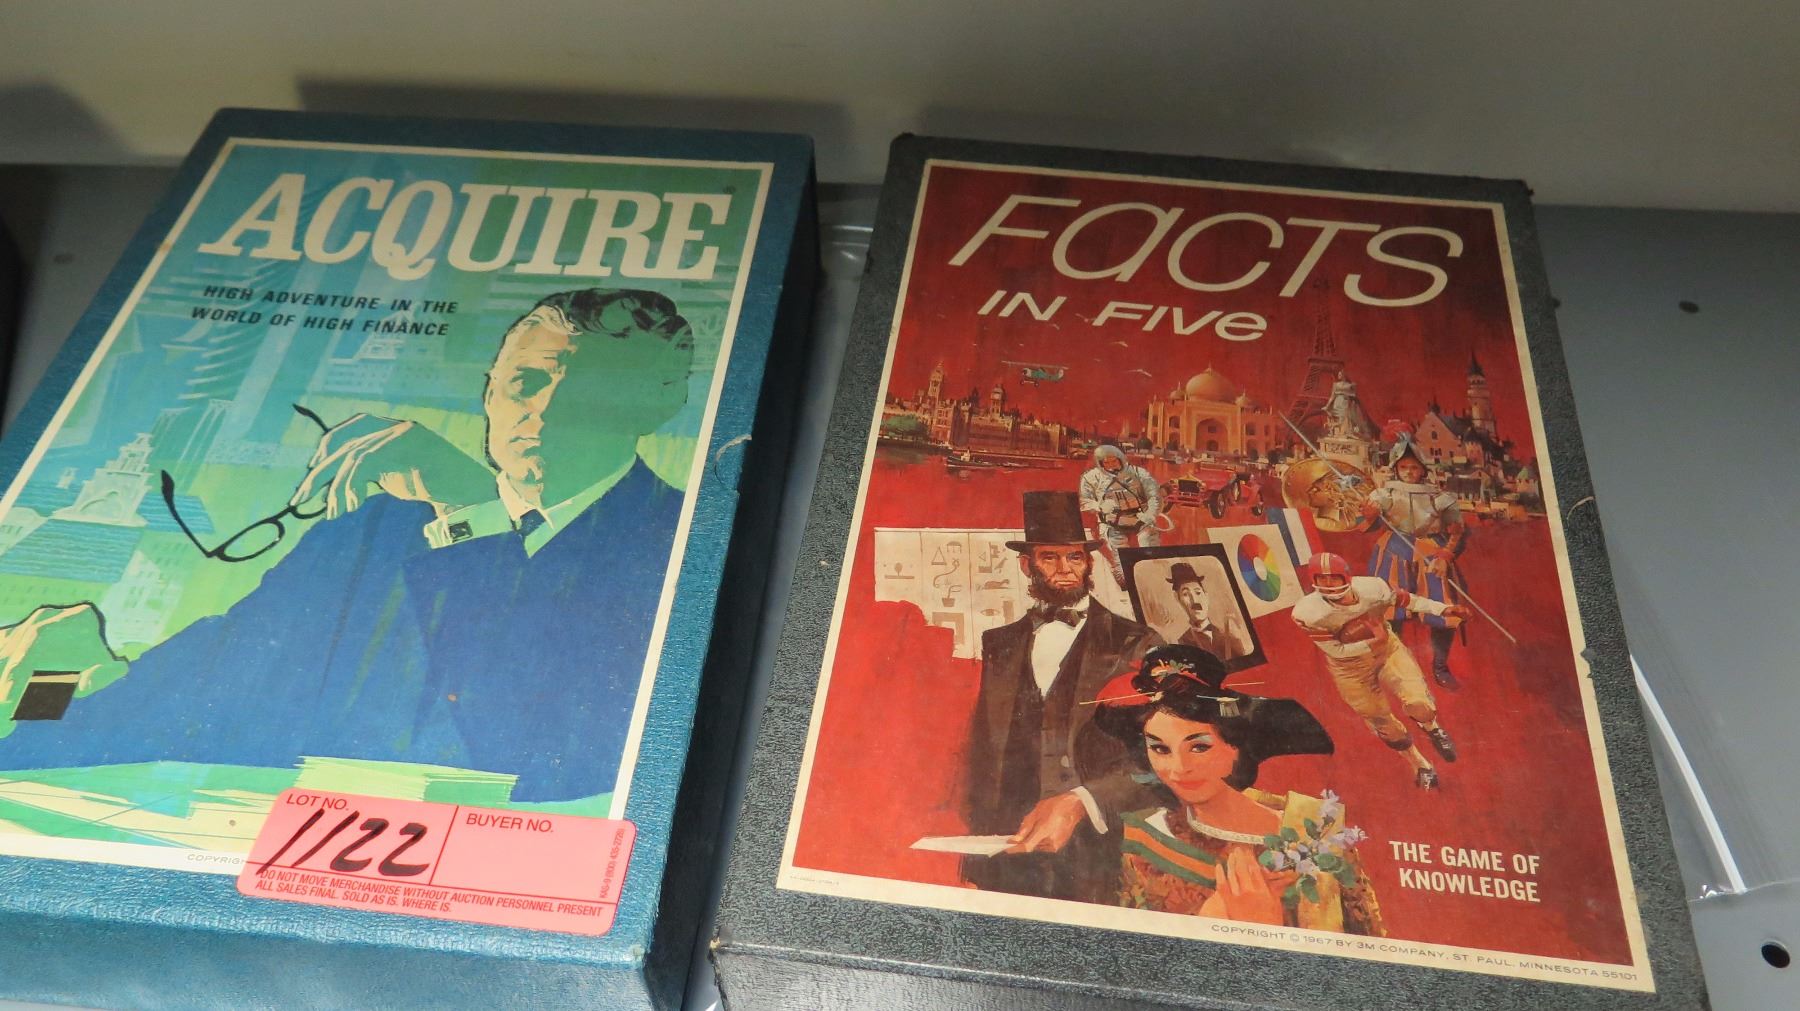 ACQUIRE
HIGH ADVENTURE IN THE
WORLD OF HIGH FINANCE
LOT NO.
1122
BUYER NO.
DO NOT MOVE MERCHANDISE WITHOUT AUCTION PERSONNEL PRESENT
ALL SALES FINAL. SOLD AS IS. WHERE IS.
FACTS
IN FIVE
THE GAME OF
KNOWLEDGE
COPYRIGHT © 1967 BY 3M COMPANY, ST. PAUL, MINNESOTA 55101